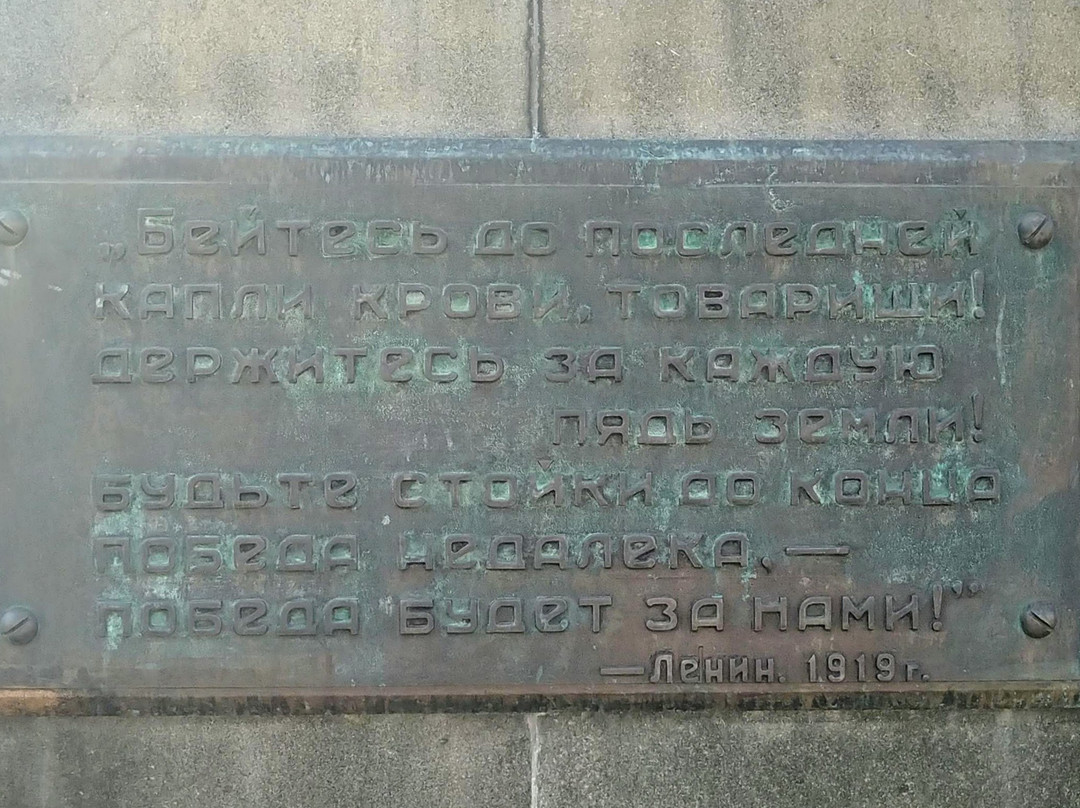 „Бейтесь до последней
капли крови, товарищи!
держитесь за каждую
пядь земли!
будьте стойки до конца
победа недалека, —
победа будет за нами!”
— Ленин. 1919 г.